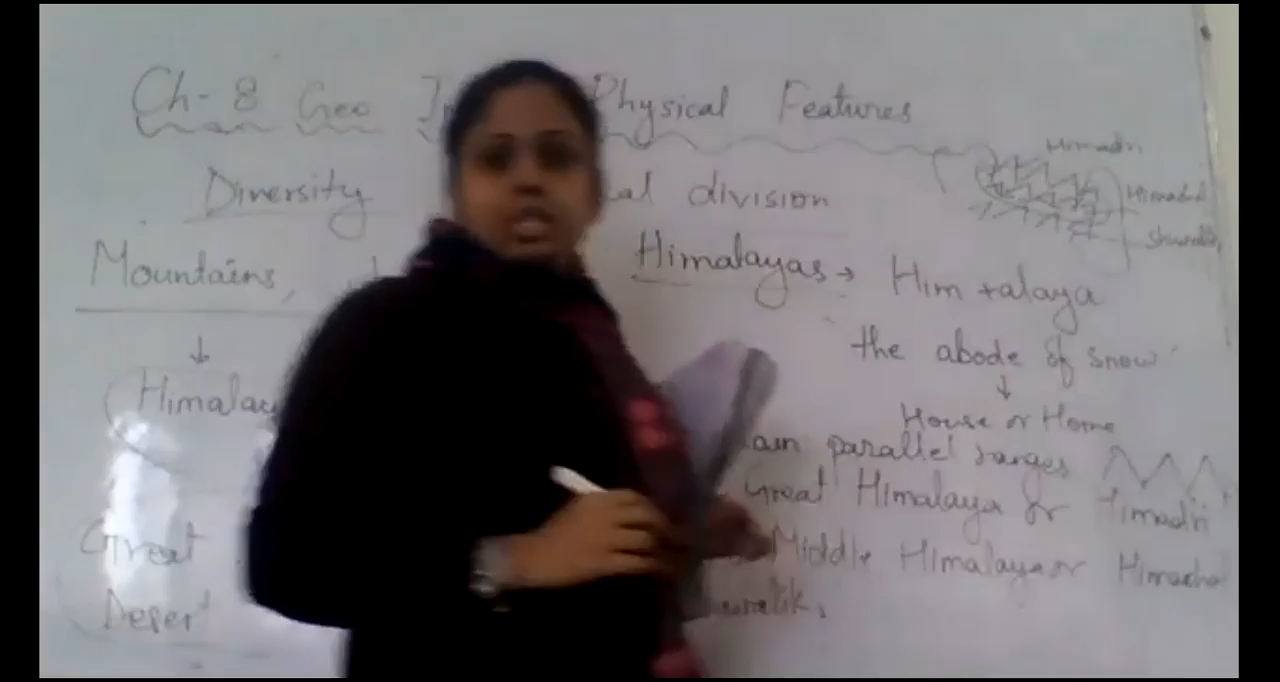 Ch-8 Geo Physical Features
Himadri
Himachal
Diversity division
Mountains, Himalayas → Him + alaya
the abode of snow
Himalay
House or Home
parallel ranges
Great Himalaya or Himadri
Great
Middle Himalaya or Himachal
Desert